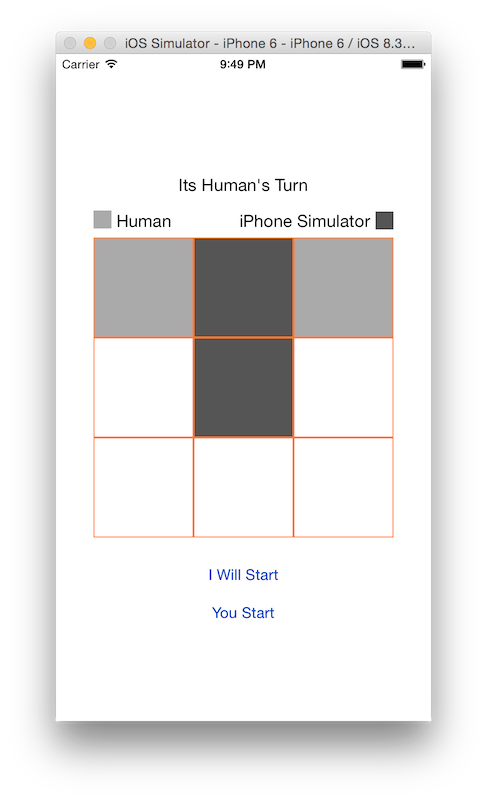 iOS Simulator - iPhone 6 - iPhone 6 / iOS 8.3...
Carrier 9:49 PM
Its Human's Turn
Human iPhone Simulator
I Will Start
You Start